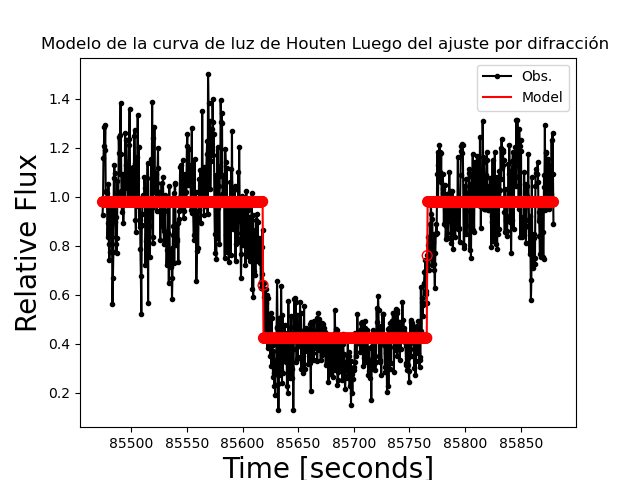 Modelo de la curva de luz de Houten Luego del ajuste por difracción
Obs.
Model
Relative Flux
1.4
1.2
1.0
0.8
0.6
0.4
0.2
85500 85550 85600 85650 85700 85750 85800 85850
Time [seconds]